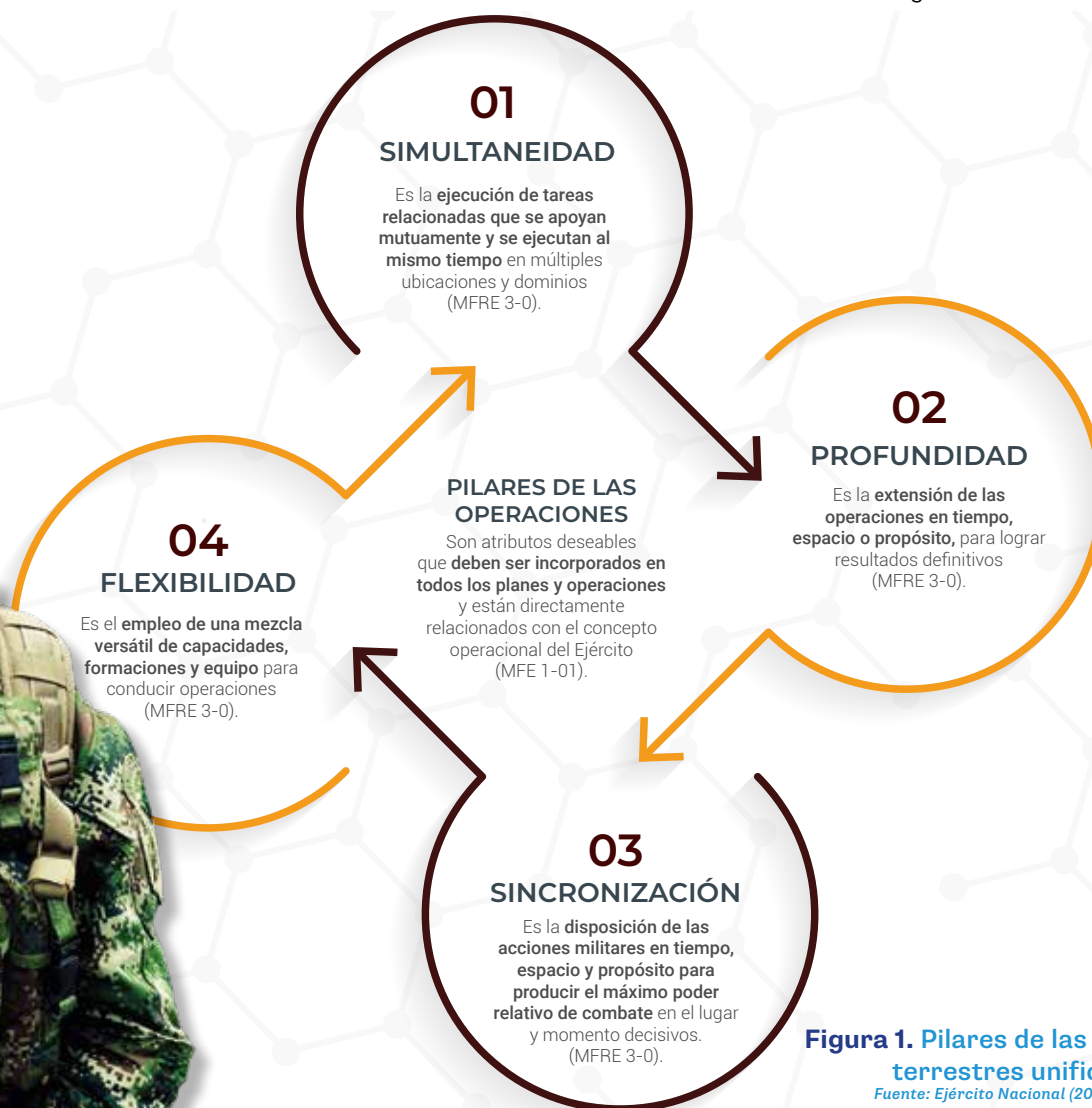 01
SIMULTANEIDAD
Es la ejecución de tareas
relacionadas que se apoyan
mutuamente y se ejecutan al
mismo tiempo en múltiples
ubicaciones y dominios
(MFRE 3-0).
02
PROFUNDIDAD
Es la extensión de las
operaciones en tiempo,
espacio o propósito, para lograr
resultados definitivos
(MFRE 3-0).
PILARES DE LAS
OPERACIONES
Son atributos deseables
que deben ser incorporados en
todos los planes y operaciones
y están directamente
relacionados con el concepto
operacional del Ejército
(MFE 1-01).
04
FLEXIBILIDAD
Es el empleo de una mezcla
versátil de capacidades,
formaciones y equipo para
conducir operaciones
(MFRE 3-0).
03
SINCRONIZACIÓN
Es la disposición de las
acciones militares en tiempo,
espacio y propósito para
producir el máximo poder
relativo de combate en el lugar
y momento decisivos.
(MFRE 3-0).
Figura 1. Pilares de las
terrestres
Fuente: Ejército Nacional